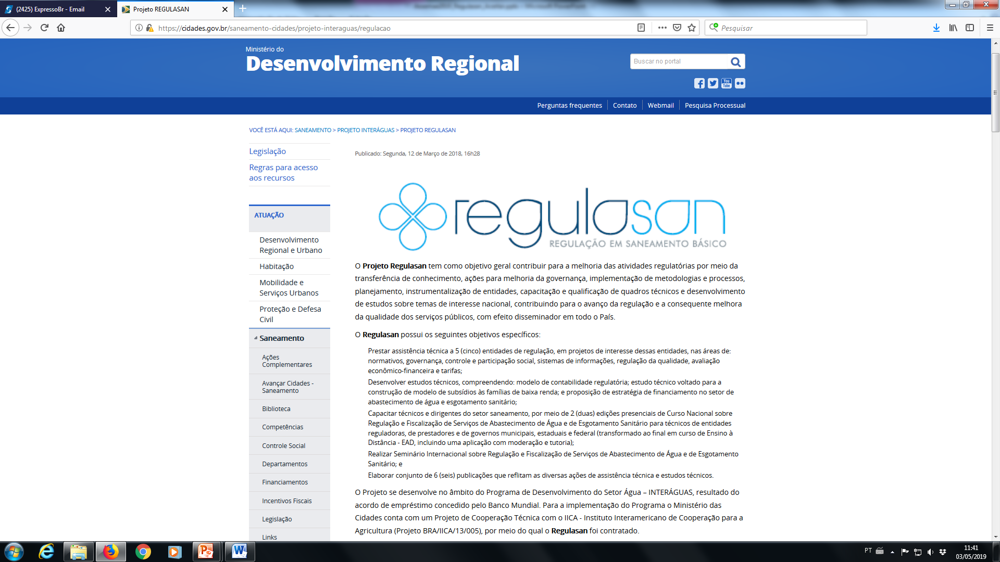 (2425) ExpressoBr - Email
Projeto REGULASAN
https://cidades.gov.br/saneamento-cidades/projeto-interaguas/regulacao
Pesquisar
Ministério do
Desenvolvimento Regional
Buscar no portal
You
Tube
Perguntas frequentes
Contato
Webmail
Pesquisa Processual
VOCÊ ESTÁ AQUI: SANEAMENTO > PROJETO INTERÁGUAS > PROJETO REGULASAN
Legislação
Regras para acesso
aos recursos
ATUAÇÃO
Desenvolvimento
Regional e Urbano
Habitação
Mobilidade e
Serviços Urbanos
Proteção e Defesa
Civil
Saneamento
Ações
Complementares
Avançar Cidades -
Saneamento
Biblioteca
Competências
Controle Social
Departamentos
Financiamentos
Incentivos Fiscais
Legislação
Links
Publicado: Segunda, 12 de Março de 2018, 16h28
regulasan
REGULAÇÃO EM SANEAMENTO BÁSICO
O Projeto Regulasan tem como objetivo geral contribuir para a melhoria das atividades regulatórias por meio da
transferência de conhecimento, ações para melhoria da governança, implementação de metodologias e processos,
planejamento, instrumentalização de entidades, capacitação e qualificação de quadros técnicos e desenvolvimento
de estudos sobre temas de interesse nacional, contribuindo para o avanço da regulação e a consequente melhora
da qualidade dos serviços públicos, com efeito disseminador em todo o País.
O Regulasan possui os seguintes objetivos específicos:
Prestar assistência técnica a 5 (cinco) entidades de regulação, em projetos de interesse dessas entidades, nas áreas de:
normativos, governança, controle e participação social, sistemas de informações, regulação da qualidade, avaliação
econômico-financeira e tarifas;
Desenvolver estudos técnicos, compreendendo: modelo de contabilidade regulatória; estudo técnico voltado para a
construção de modelo de subsídios às famílias de baixa renda; e proposição de estratégia de financiamento no setor de
abastecimento de água e esgotamento sanitário;
Capacitar técnicos e dirigentes do setor saneamento, por meio de 2 (duas) edições presenciais de Curso Nacional sobre
Regulação e Fiscalização de Serviços de Abastecimento de Água e de Esgotamento Sanitário para técnicos de entidades
reguladoras, de prestadores e de governos municipais, estaduais e federal (transformado ao final em curso de Ensino à
Distância - EAD, incluindo uma aplicação com moderação e tutoria);
Realizar Seminário Internacional sobre Regulação e Fiscalização de Serviços de Abastecimento de Água e de Esgotamento
Sanitário; e
Elaborar conjunto de 6 (seis) publicações que reflitam as diversas ações de assistência técnica e estudos técnicos.
O Projeto se desenvolve no âmbito do Programa de Desenvolvimento do Setor Água – INTERÁGUAS, resultado do
acordo de empréstimo concedido pelo Banco Mundial. Para a implementação do Programa o Ministério das
Cidades conta com um Projeto de Cooperação Técnica com o IICA - Instituto Interamericano de Cooperação para a
Agricultura (Projeto BRA/IICA/13/005), por meio do qual o Regulasan foi contratado.
PT
11:41
03/05/2019